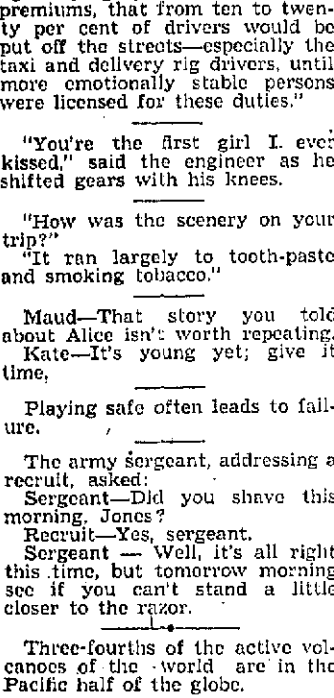 premiums, that from ten to twen-
ty per cent of drivers would be
put off the streets—especially the
taxi and delivery rig drivers, until
more emotionally stable persons
were licensed for these duties."
"You're the first girl I ever
kissed," said the engineer as he
shifted gears with his knees.
"How was the scenery on your
trip?"
"It ran largely to tooth-paste
and smoking tobacco."
Maud—That story you told
about Alice isn't worth repeating.
Kate—It's young yet; give it
time.
Playing safe often leads to fail-
ure.
The army sergeant, addressing a
recruit, asked:
Sergeant—Did you shave this
morning, Jones?
Recruit—Yes, sergeant.
Sergeant — Well, it's all right
this time, but tomorrow morning
see if you can't stand a little
closer to the razor.
Three-fourths of the active vol-
canoes of the world are in the
Pacific half of the globe.